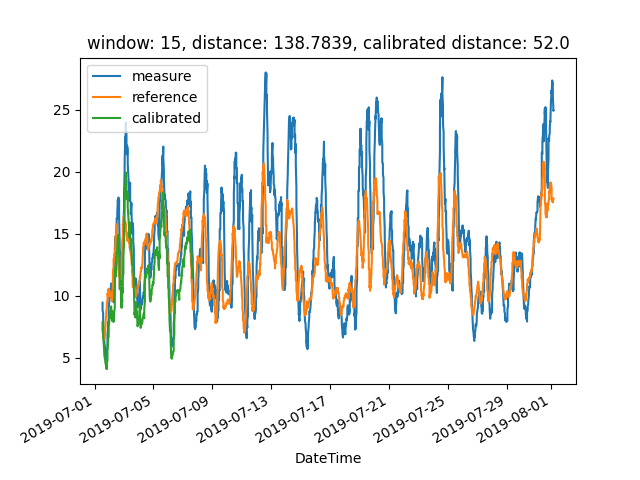 window: 15, distance: 138.7839, calibrated distance: 52.0
measure
reference
calibrated
25
20
15
10
5
2019-07-01
2019-07-05
2019-07-09
2019-07-13
2019-07-17
2019-07-21
2019-07-25
2019-07-29
2019-08-01
DateTime